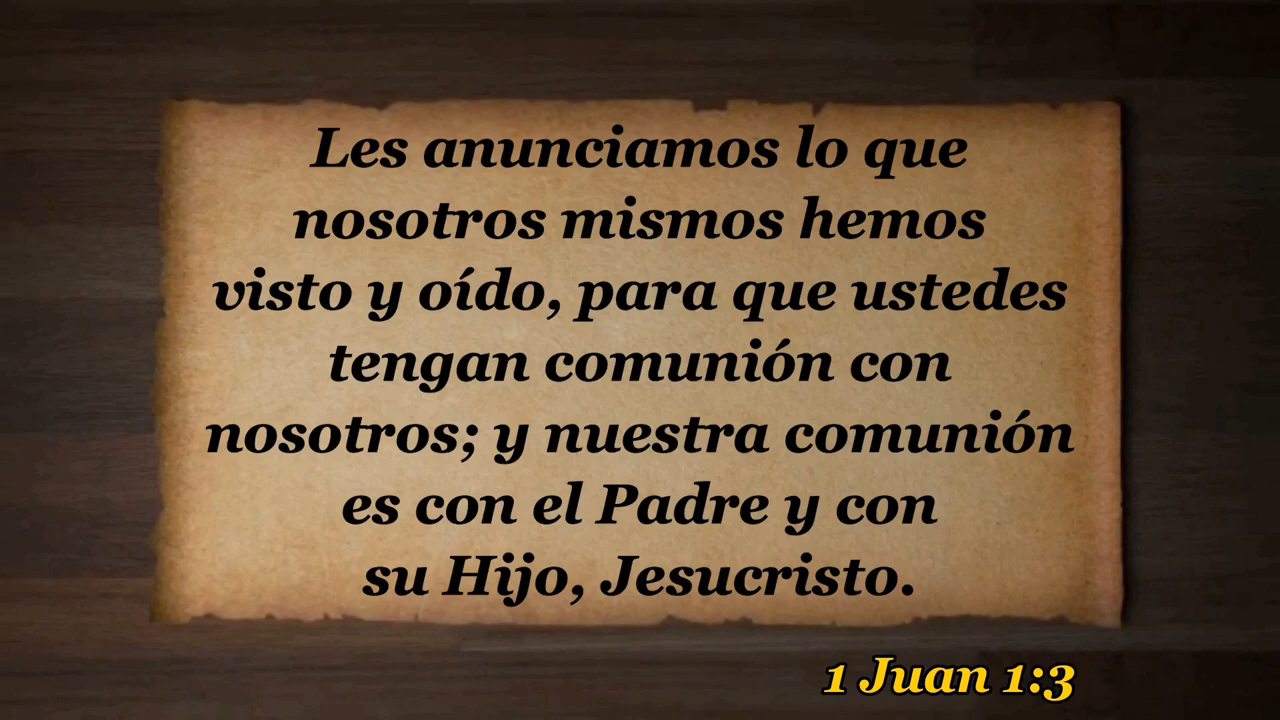 Les anunciamos lo que
nosotros mismos hemos
visto y oído, para que ustedes
tengan comunión con
nosotros; y nuestra comunión
es con el Padre y con
su Hijo, Jesucristo.
1 Juan 1:3